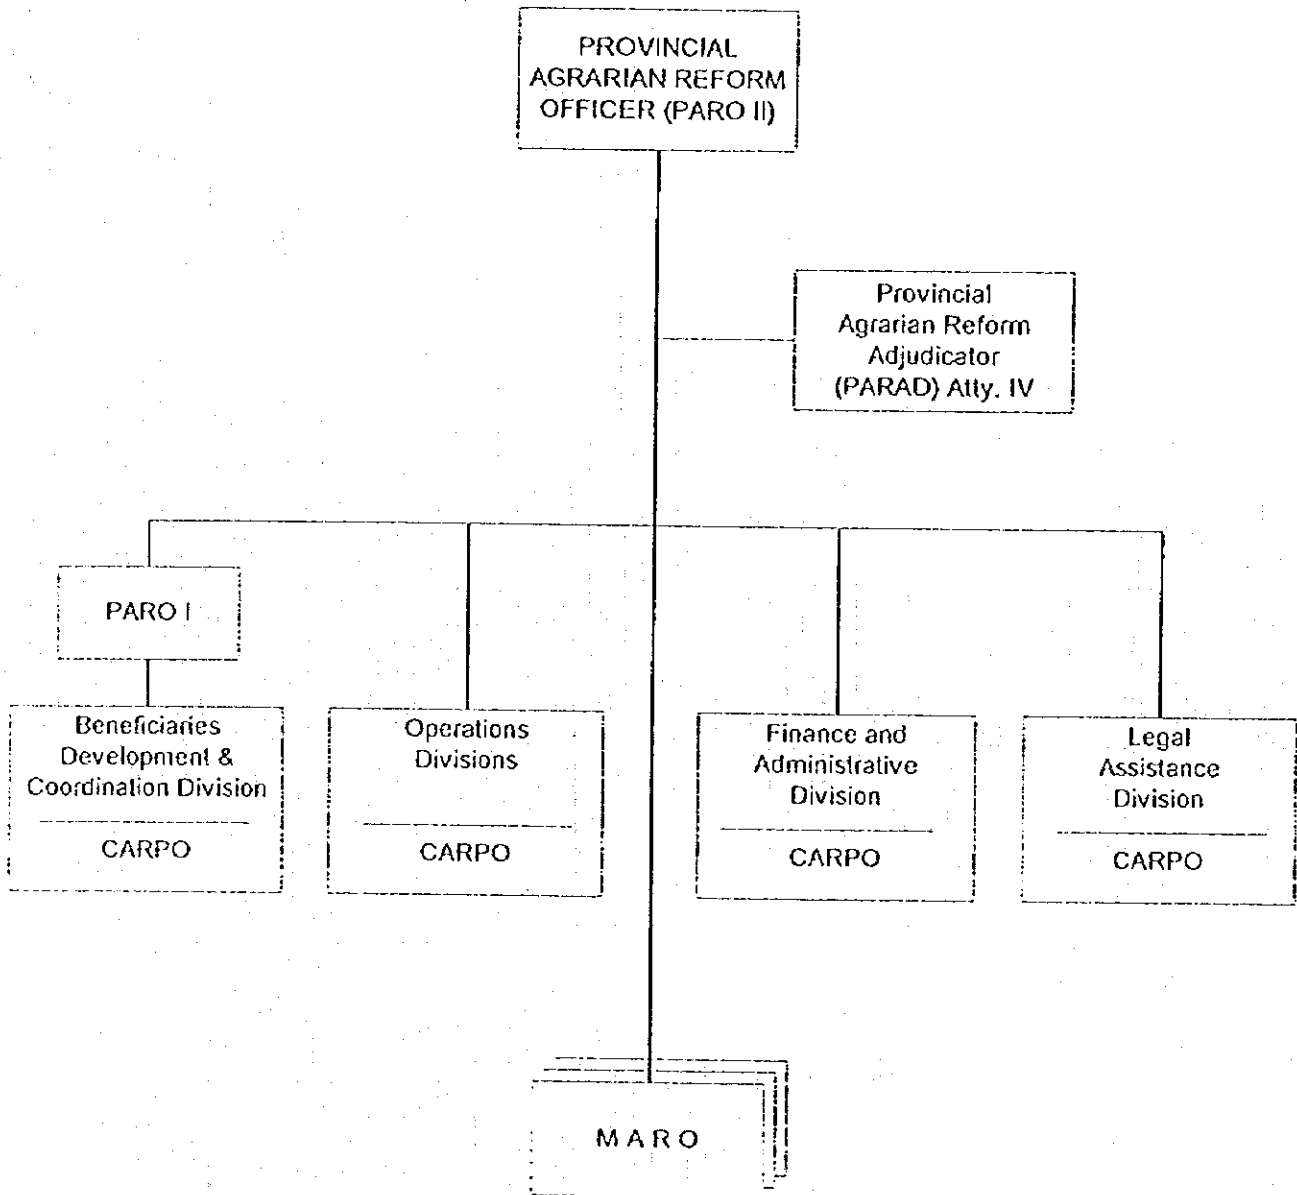 PROVINCIAL
AGRARIAN REFORM
OFFICER (PARO II)
Provincial
Agrarian Reform
Adjudicator
(PARAD) Atty. IV
PARO I
Beneficiaries
Development &
Coordination Division
CARPO
Operations
Divisions
CARPO
Finance and
Administrative
Division
CARPO
Legal
Assistance
Division
CARPO
M A R O